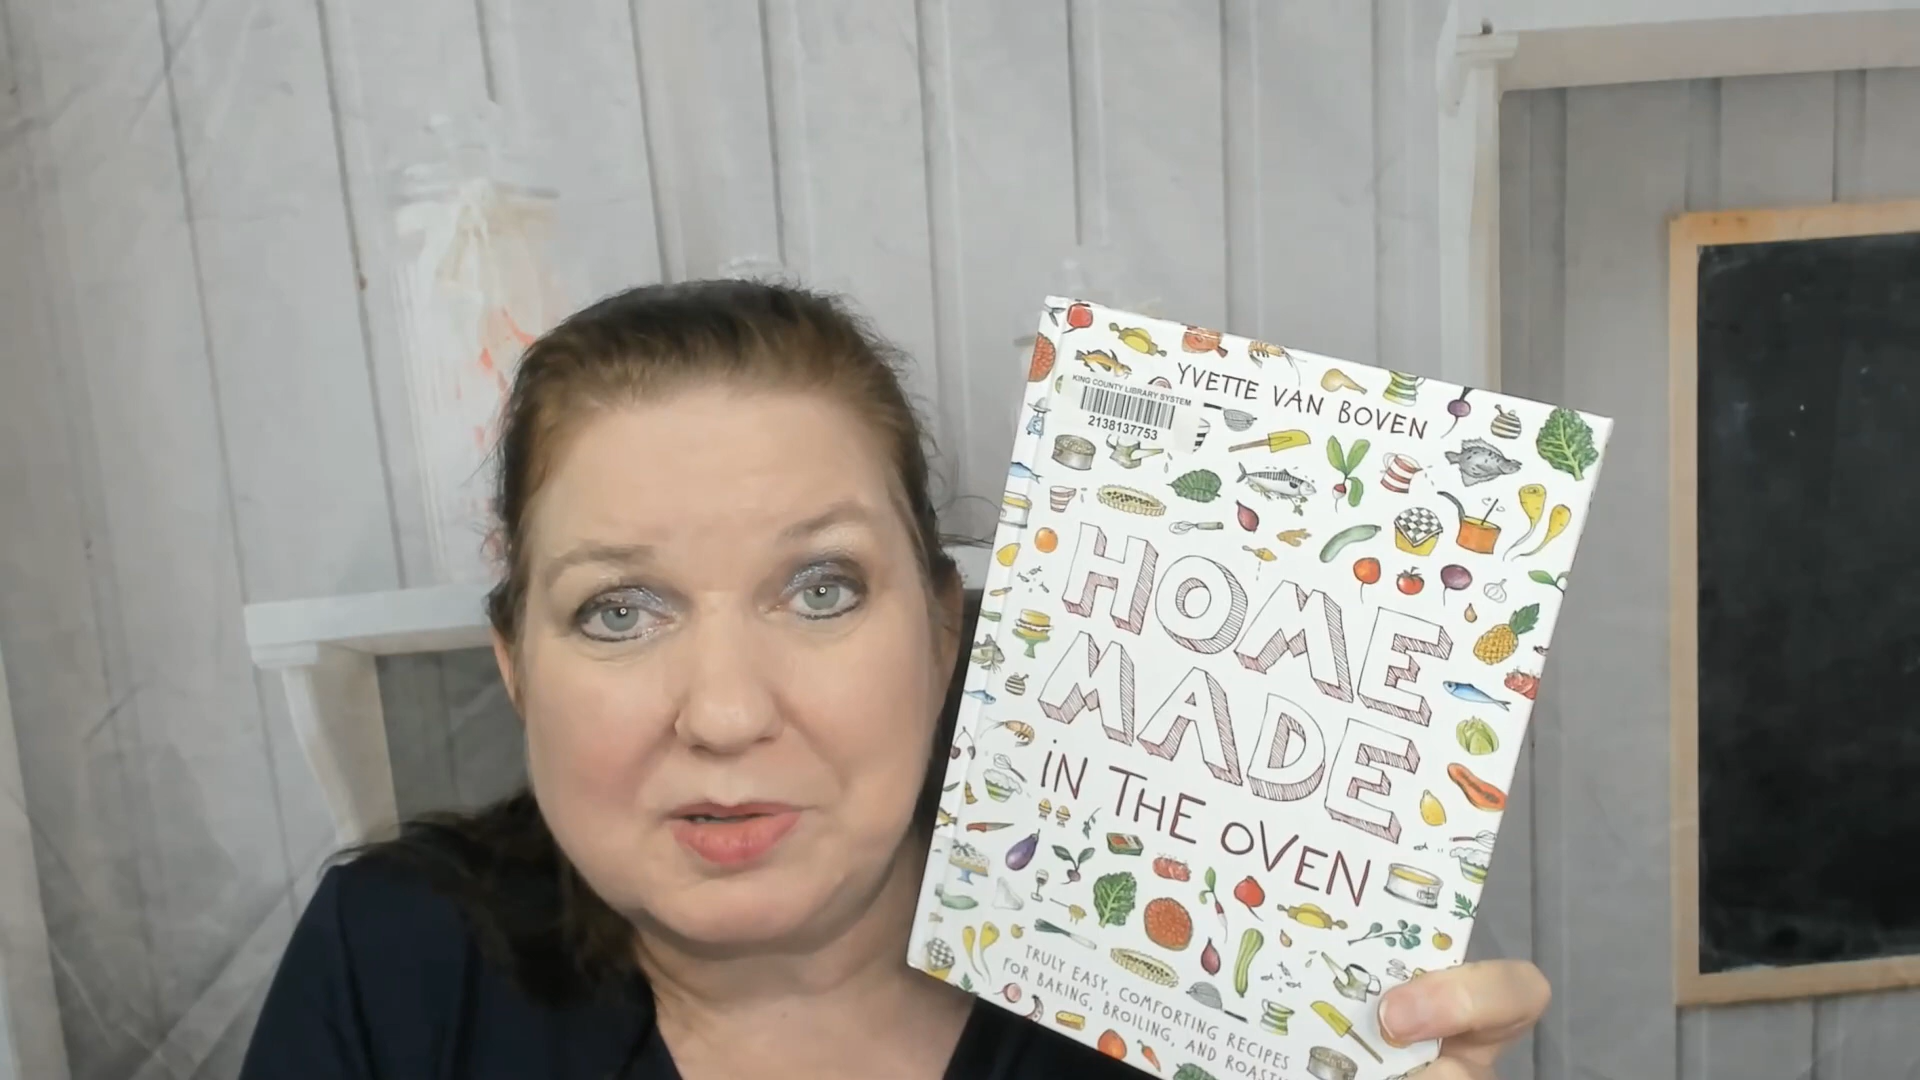 YVETTE VAN BOVEN
KING COUNTY LIBRARY SYSTEM
2138137753
HOME
MADE
iN THE OVEN
TRULY EASY, COMFORTING RECIPES
FOR BAKING, BROILING, AND